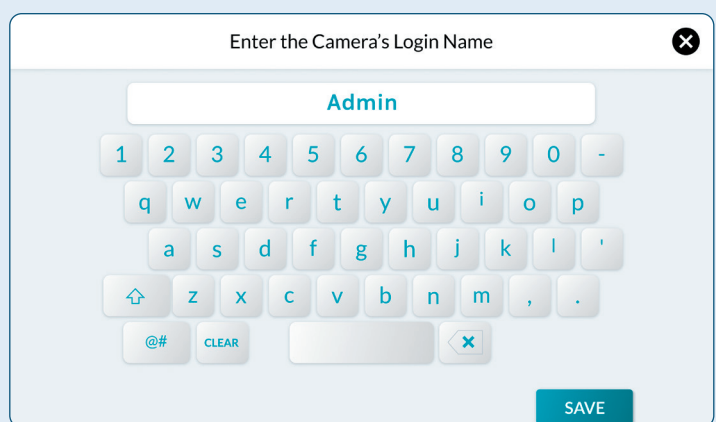 Enter the Camera's Login Name
Admin
1 2 3 4 5 6 7 8 9 0 -
q w e r t y u i o p
a s d f g h j k l '
z x c v b n m , .
@# CLEAR
SAVE